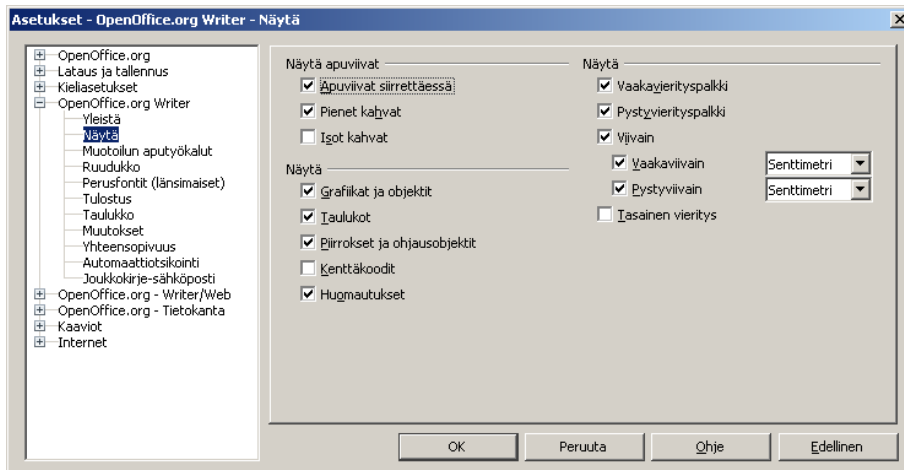 Asetukset - OpenOffice.org Writer - Näytä
OpenOffice.org
Lataus ja tallennus
Kieliasetukset
OpenOffice.org Writer
Yleistä
Näytä
Muotoilun aputyökalut
Ruudukko
Perusfontit (länsimaiset)
Tulostus
Taulukko
Muutokset
Yhteensopivuus
Automaattiotsikointi
Joukkokirje-sähköposti
OpenOffice.org - Writer/Web
OpenOffice.org - Tietokanta
Kaaviot
Internet
Näytä apuviivat
Apuviivat siirrettäessä
Pienet kahvat
Isot kahvat
Näytä
Grafiikat ja objektit
Taulukot
Piirrokset ja ohjausobjektit
Kenttäkoodit
Huomautukset
Näytä
Vaakavierityspalkki
Pystyvierityspalkki
Viivain
Vaakaviivain Senttimetri
Pystyviivain Senttimetri
Tasainen vieritys
OK Peruuta Ohje Edellinen